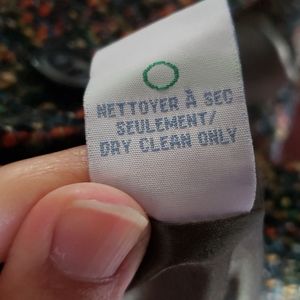 NETTOYER À SEC
SEULEMENT/
DRY CLEAN ONLY